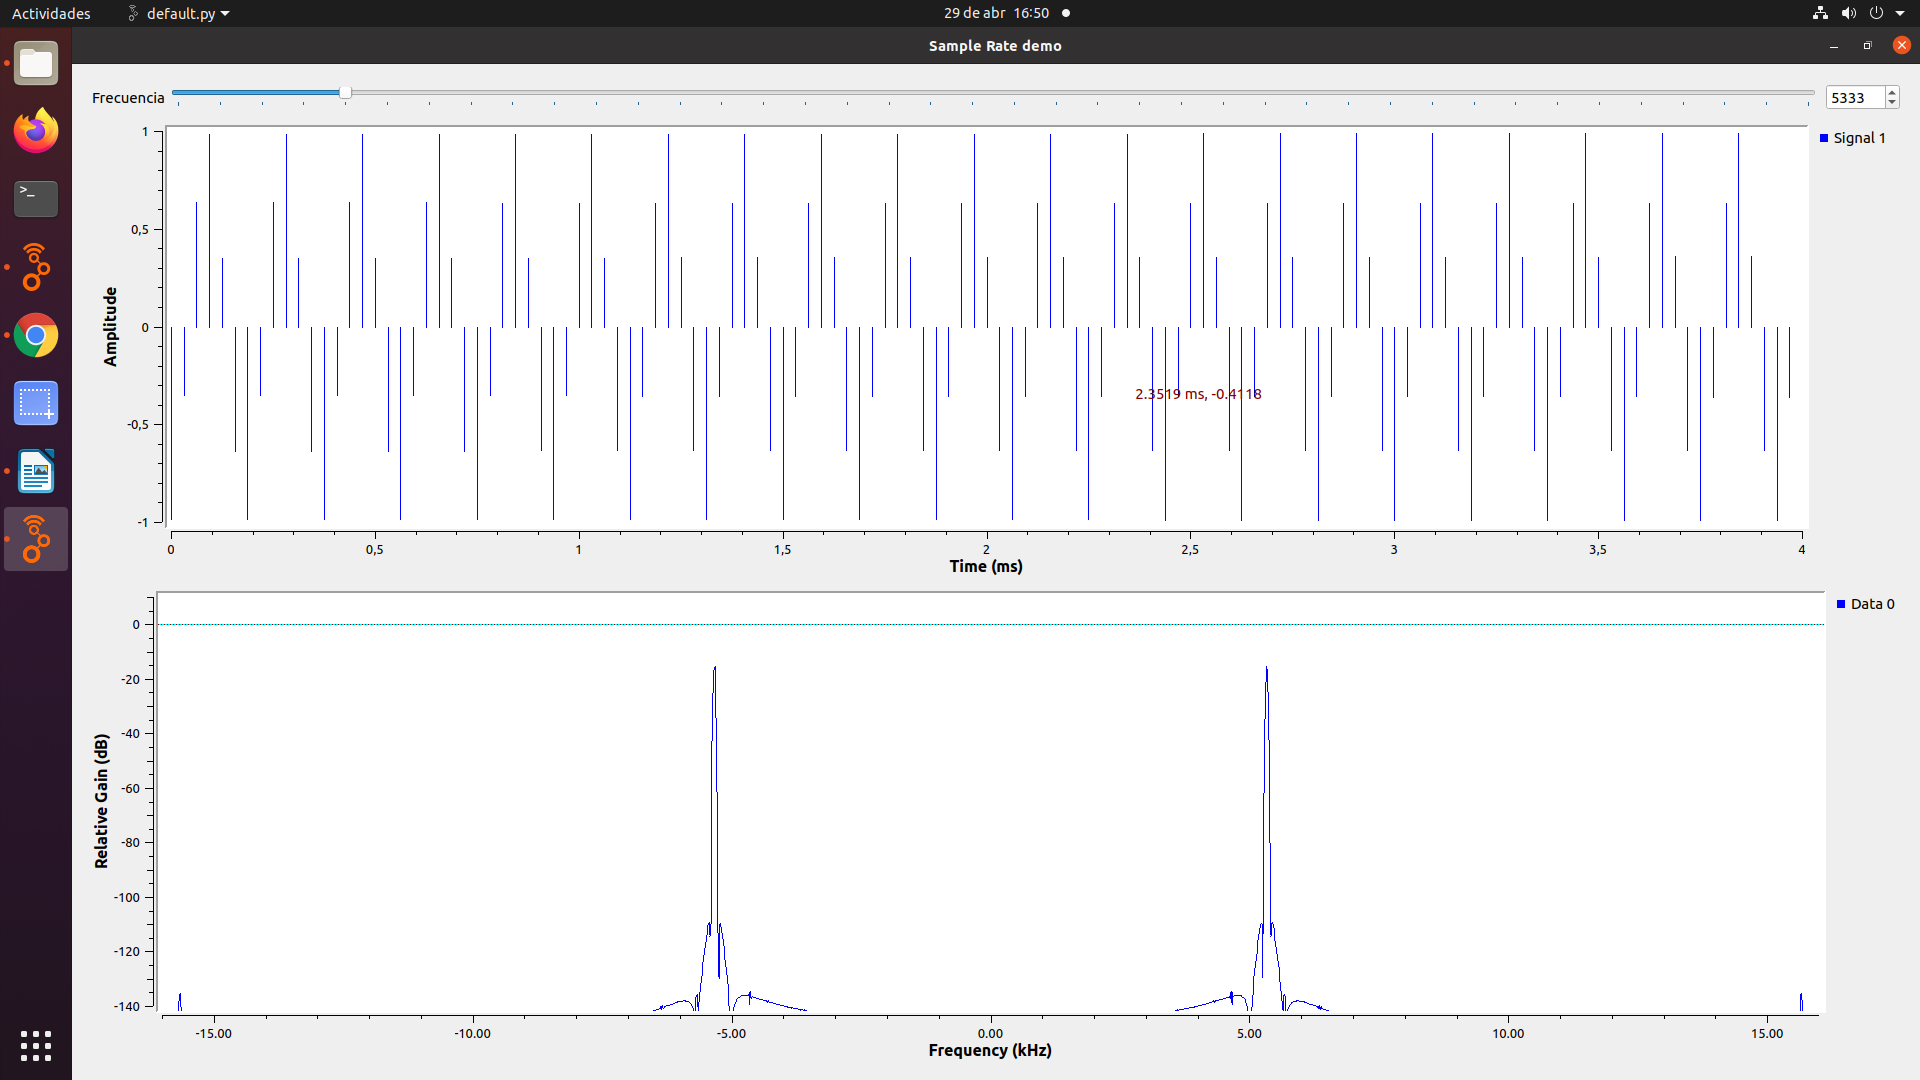 Actividades default.py 29 de abr 16:50
Sample Rate demo
Frecuencia 5333
Signal 1
1
0,5
0
-0,5
-1
Amplitude
2.3519 ms, -0.4118
0 0,5 1 1,5 2 2,5 3 3,5 4
Time (ms)
Data 0
0
-20
-40
-60
-80
-100
-120
-140
Relative Gain (dB)
-15.00 -10.00 -5.00 0.00 5.00 10.00 15.00
Frequency (kHz)